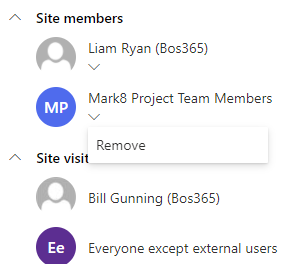 Site members
Liam Ryan (Bos365)
MP
Mark8 Project Team Members
Remove
Site visit
Bill Gunning (Bos365)
Ee
Everyone except external users